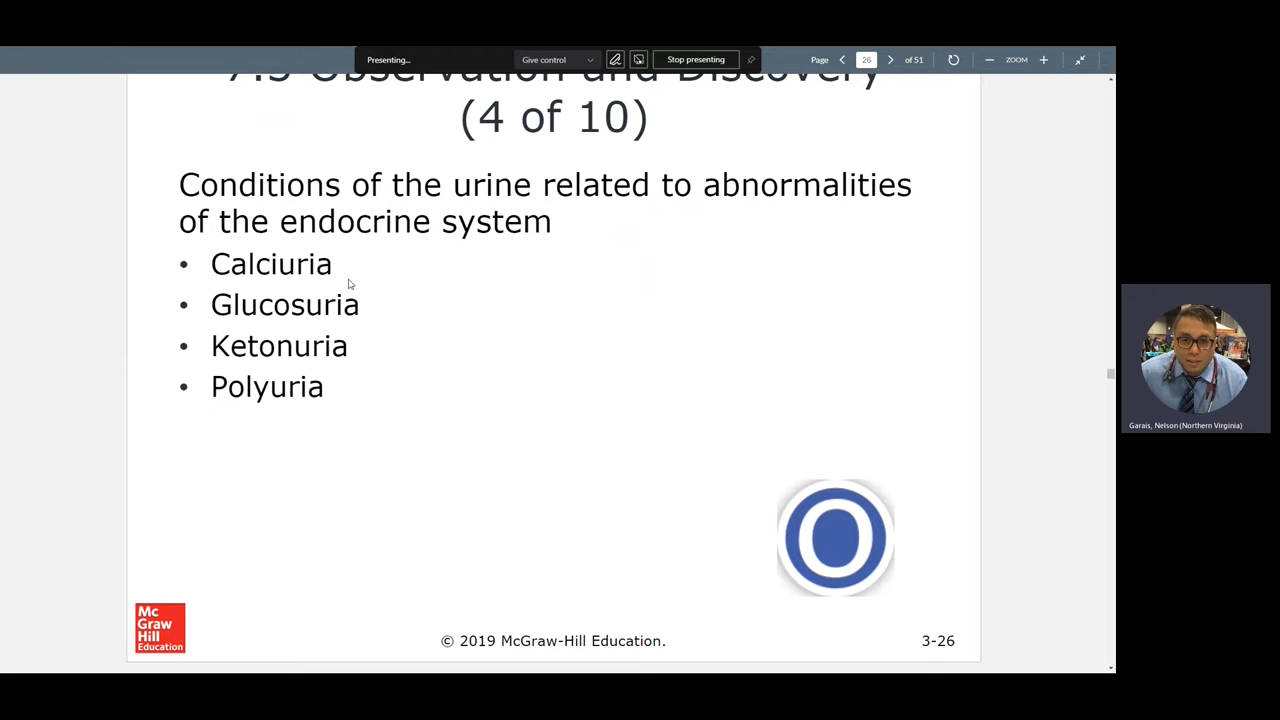 Presenting...
Give control
Stop presenting
Page
26
of 51
ZOOM
Observation and Discovery
(4 of 10)
Conditions of the urine related to abnormalities
of the endocrine system
• Calciuria
• Glucosuria
• Ketonuria
• Polyuria
O
Mc
Graw
Hill
Education
© 2019 McGraw-Hill Education.
3-26
Garais, Nelson (Northern Virginia)